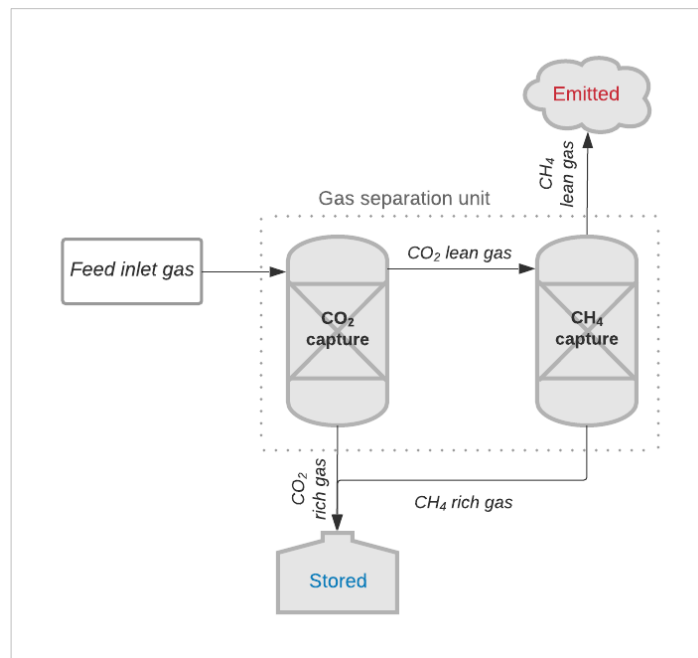 Emitted
CH₄
lean gas
Gas separation unit
Feed inlet gas
CO₂ lean gas
CO₂
capture
CH₄
capture
CO₂
rich gas
CH₄ rich gas
Stored